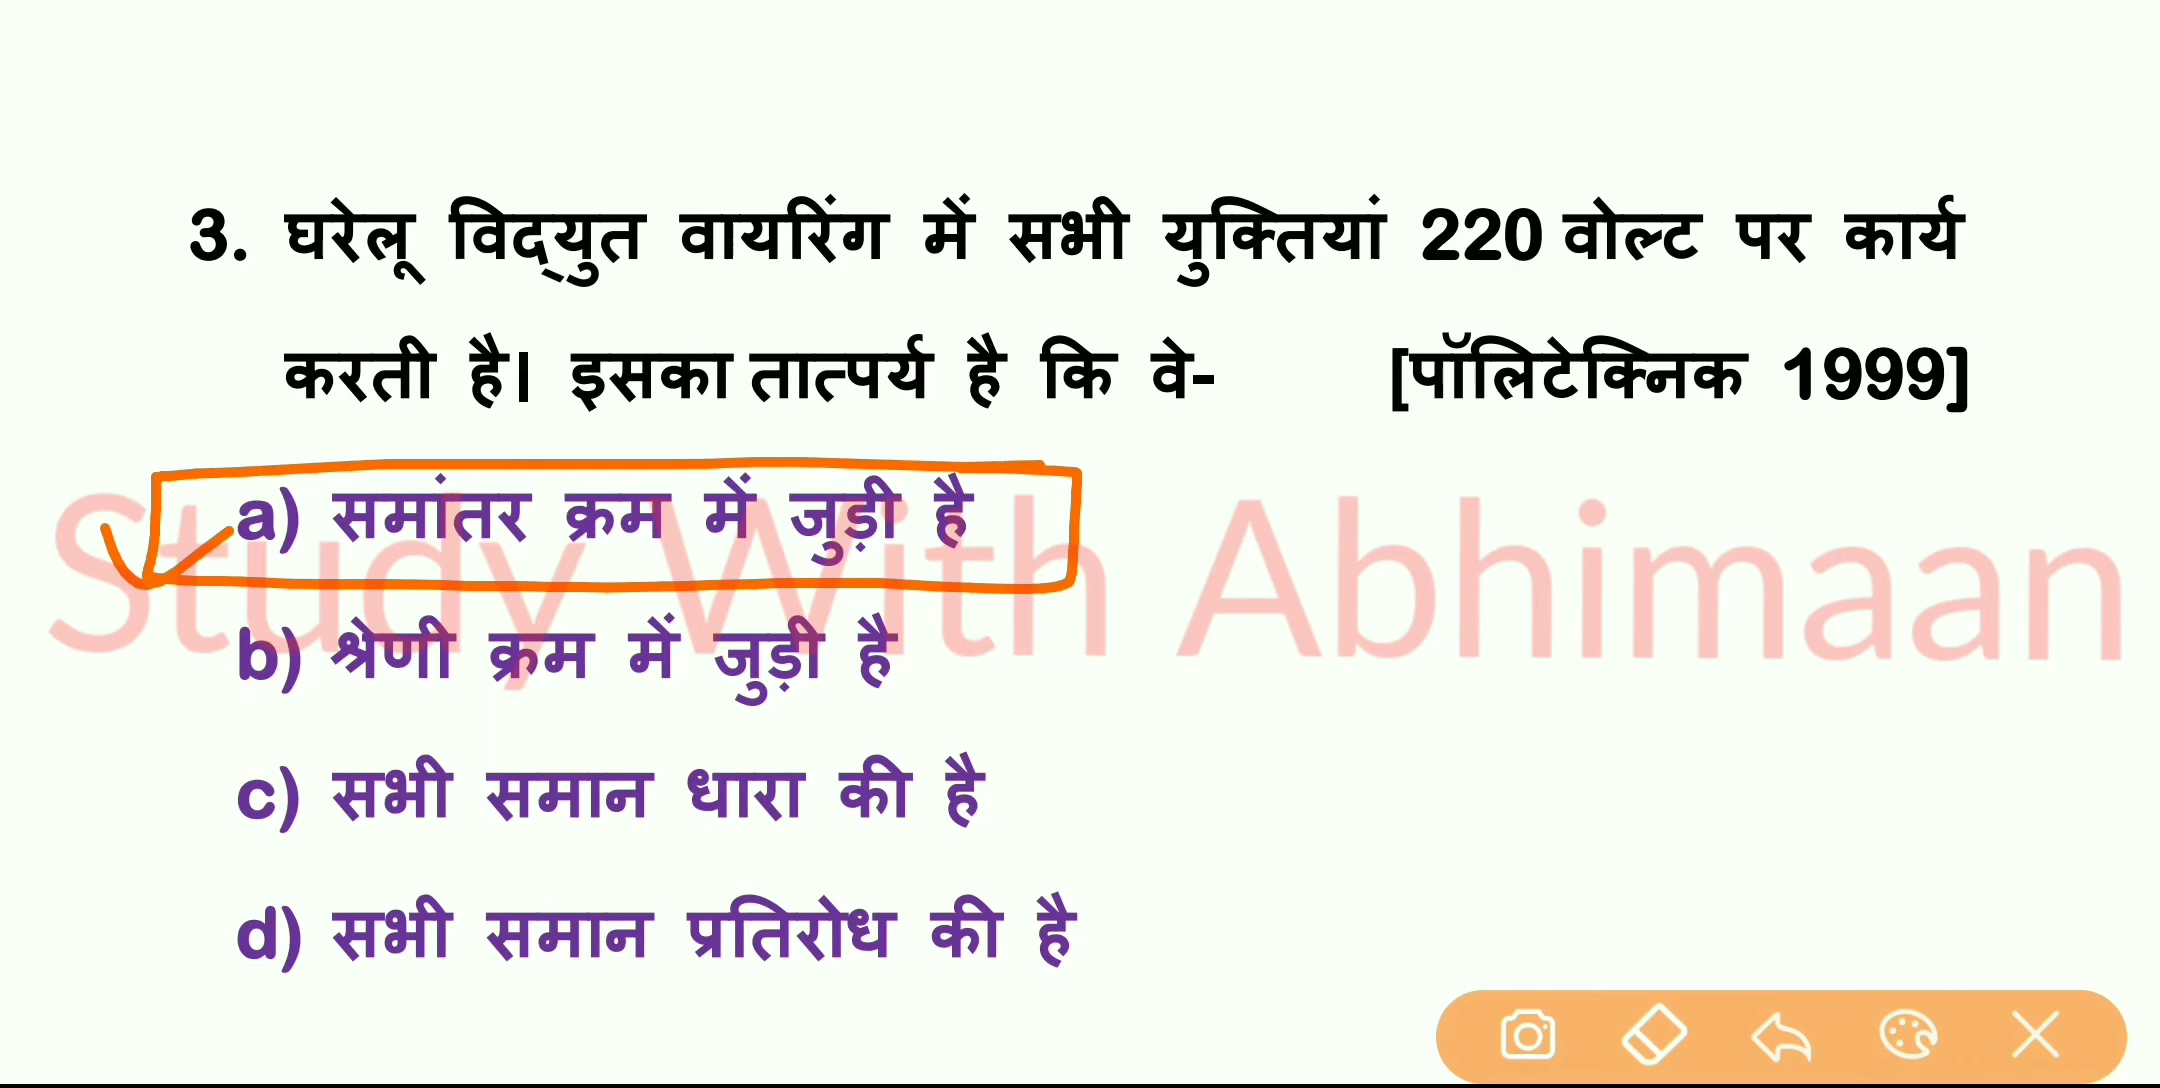 3. घरेलू विद्युत वायरिंग में सभी युक्तियां 220 वोल्ट पर कार्य
करती है। इसका तात्पर्य है कि वे- [पॉलिटेक्निक 1999]
a) समांतर क्रम में जुड़ी है
Study With Abhimaan
b) श्रेणी क्रम में जुड़ी है
c) सभी समान धारा की है
d) सभी समान प्रतिरोध की है